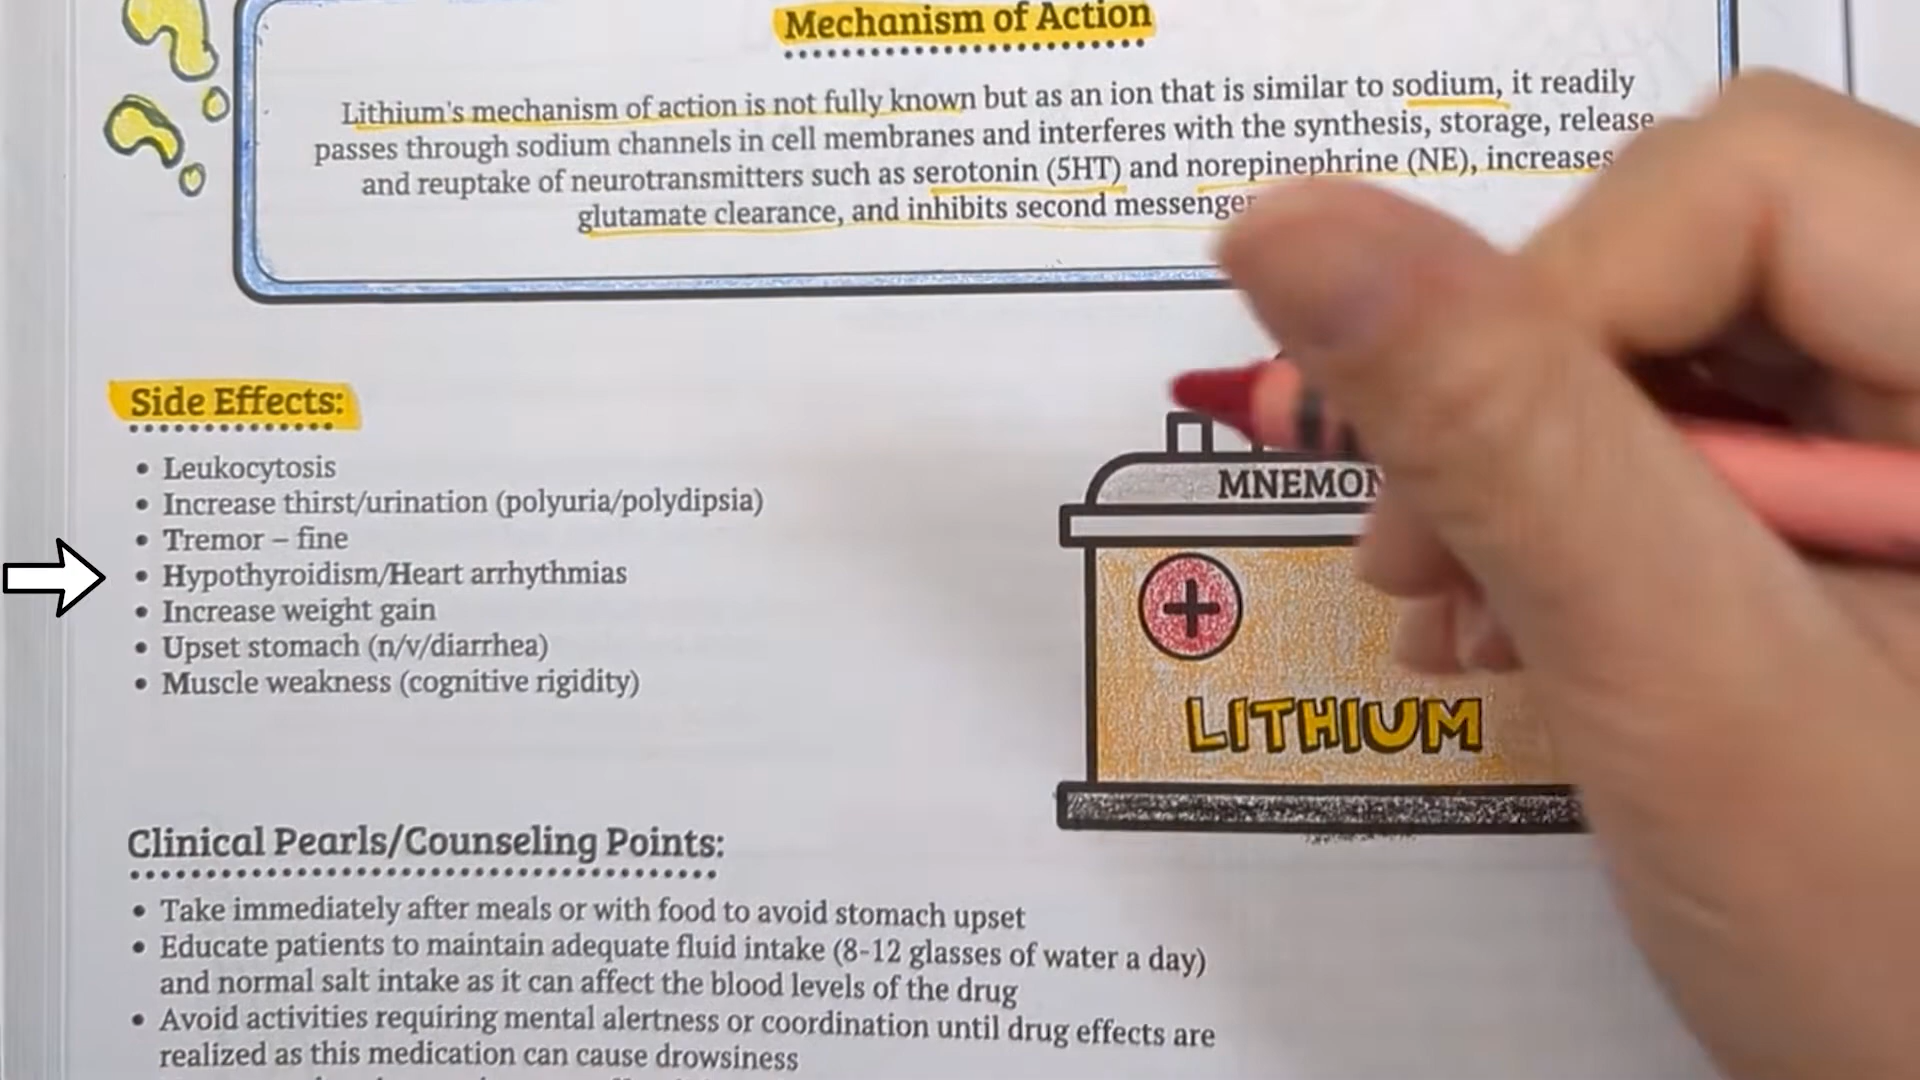 Mechanism of Action
Lithium's mechanism of action is not fully known but as an ion that is similar to sodium, it readily
passes through sodium channels in cell membranes and interferes with the synthesis, storage, release
and reuptake of neurotransmitters such as serotonin (5HT) and norepinephrine (NE), increases
glutamate clearance, and inhibits second messenger
Side Effects:
• Leukocytosis
• Increase thirst/urination (polyuria/polydipsia)
• Tremor – fine
• Hypothyroidism/Heart arrhythmias
• Increase weight gain
• Upset stomach (n/v/diarrhea)
• Muscle weakness (cognitive rigidity)
LITHIUM
Clinical Pearls/Counseling Points:
• Take immediately after meals or with food to avoid stomach upset
• Educate patients to maintain adequate fluid intake (8-12 glasses of water a day)
and normal salt intake as it can affect the blood levels of the drug
• Avoid activities requiring mental alertness or coordination until drug effects are
realized as this medication can cause drowsiness